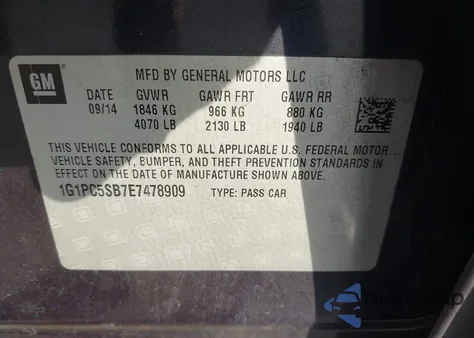 GM
MFD BY GENERAL MOTORS LLC
DATE GVWR GAWR FRT GAWR RR
09/14 1846 KG 966 KG 880 KG
4070 LB 2130 LB 1940 LB
THIS VEHICLE CONFORMS TO ALL APPLICABLE U.S. FEDERAL MOTOR
VEHICLE SAFETY, BUMPER, AND THEFT PREVENTION STANDARDS IN
EFFECT ON THE DATE OF MANUFACTURE SHOWN ABOVE.
1G1PC5SB7E7478909 TYPE: PASS CAR